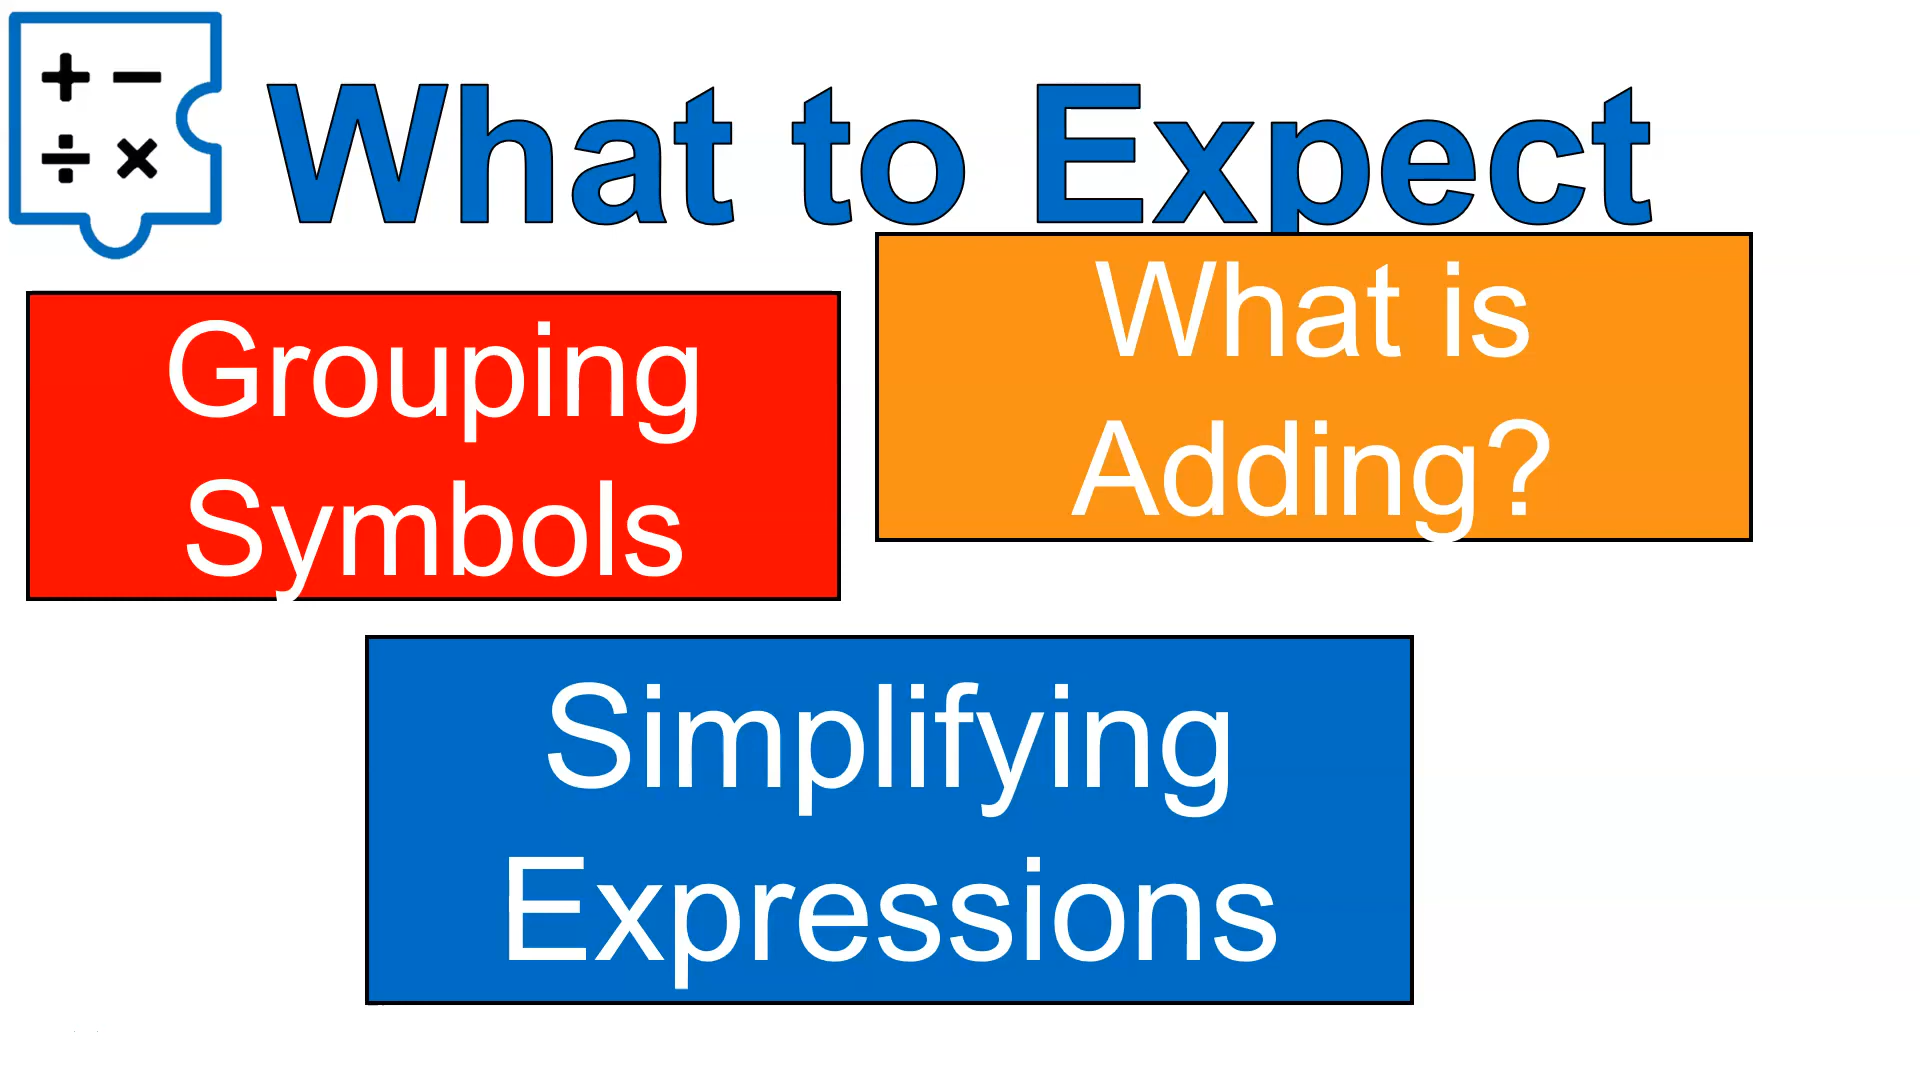 + −
÷ ×
What to Expect
Grouping
Symbols
What is
Adding?
Simplifying
Expressions